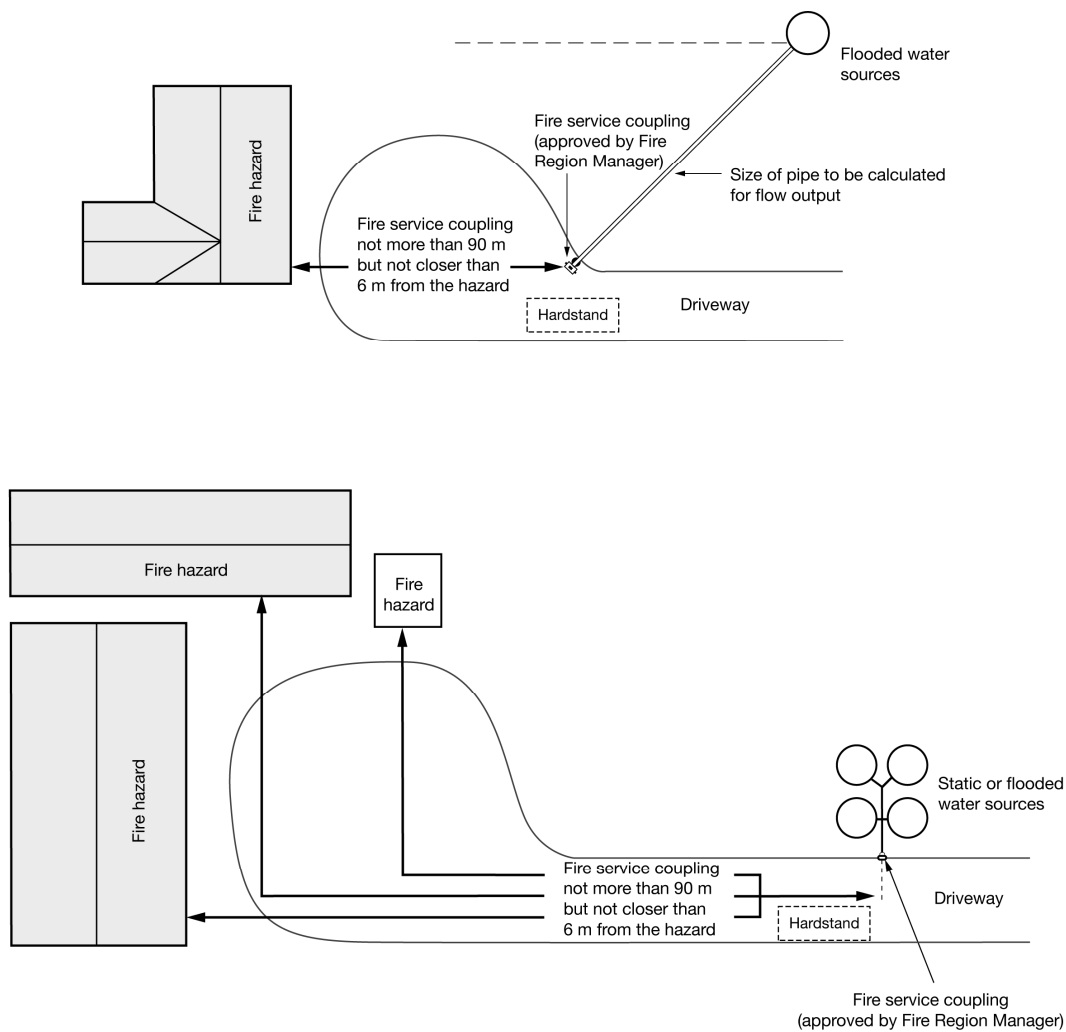 Flooded water
sources
Fire service coupling
(approved by Fire
Region Manager)
Size of pipe to be calculated
for flow output
Fire hazard
Fire service coupling
not more than 90 m
but not closer than
6 m from the hazard
Hardstand
Driveway
Fire hazard
Fire
hazard
Fire hazard
Static or flooded
water sources
Fire service coupling
not more than 90 m
but not closer than
6 m from the hazard
Hardstand
Driveway
Fire service coupling
(approved by Fire Region Manager)